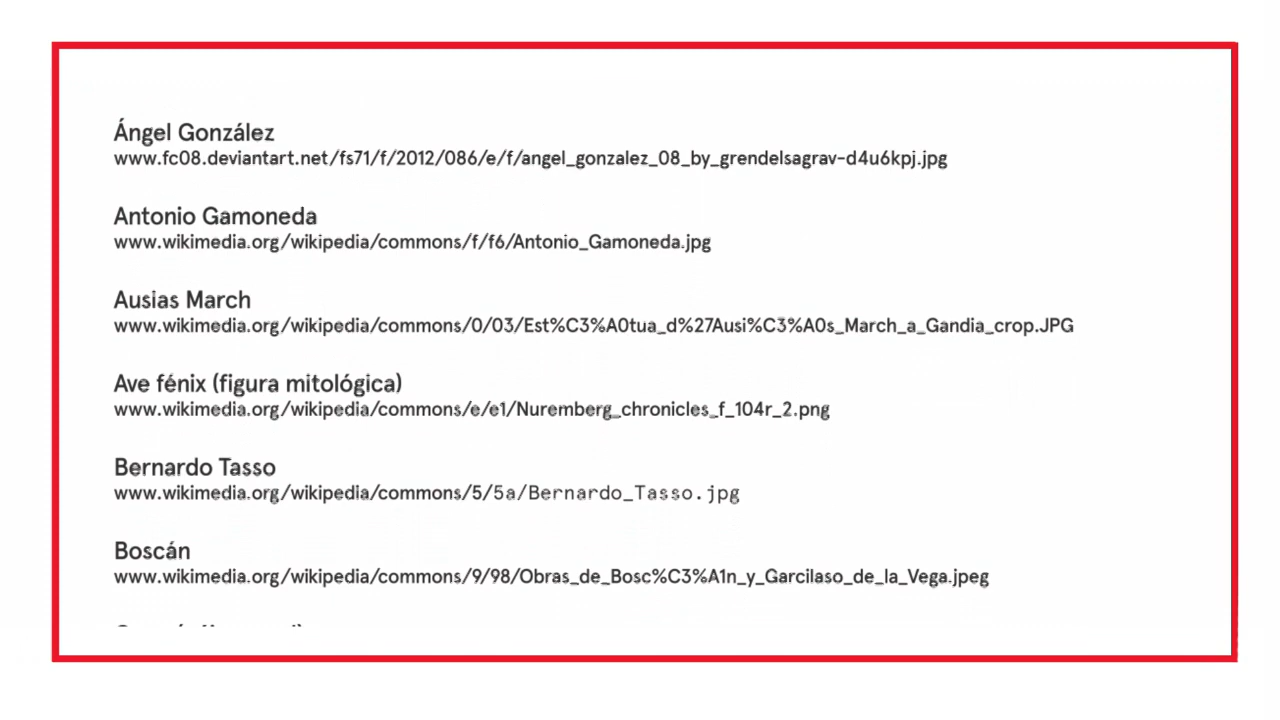 Ángel González
www.fc08.deviantart.net/fs71/f/2012/086/e/f/angel_gonzalez_08_by_grendelsagrav-d4u6kpj.jpg
Antonio Gamoneda
www.wikimedia.org/wikipedia/commons/f/f6/Antonio_Gamoneda.jpg
Ausias March
www.wikimedia.org/wikipedia/commons/0/03/Est%C3%A0tua_d%27Ausi%C3%A0s_March_a_Gandia_crop.JPG
Ave fénix (figura mitológica)
www.wikimedia.org/wikipedia/commons/e/e1/Nuremberg_chronicles_f_104r_2.png
Bernardo Tasso
www.wikimedia.org/wikipedia/commons/5/5a/Bernardo_Tasso.jpg
Boscán
www.wikimedia.org/wikipedia/commons/9/98/Obras_de_Bosc%C3%A1n_y_Garcilaso_de_la_Vega.jpeg